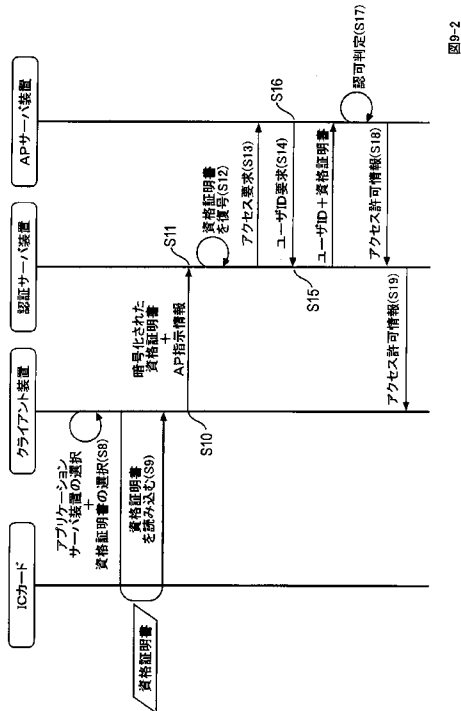 ICカード
クライアント装置
認証サーバ装置
APサーバ装置
アプリケーション
サーバ装置の選択
+
資格証明書の選択(S8)
資格証明書
資格証明書
を読み込む(S9)
S10
暗号化された
資格証明書
+
AP指示情報
S11
資格証明書
を復号(S12)
アクセス要求(S13)
ユーザID要求(S14)
S15
S16
ユーザID+資格証明書
認可判定(S17)
アクセス許可情報(S18)
アクセス許可情報(S19)
図9-2